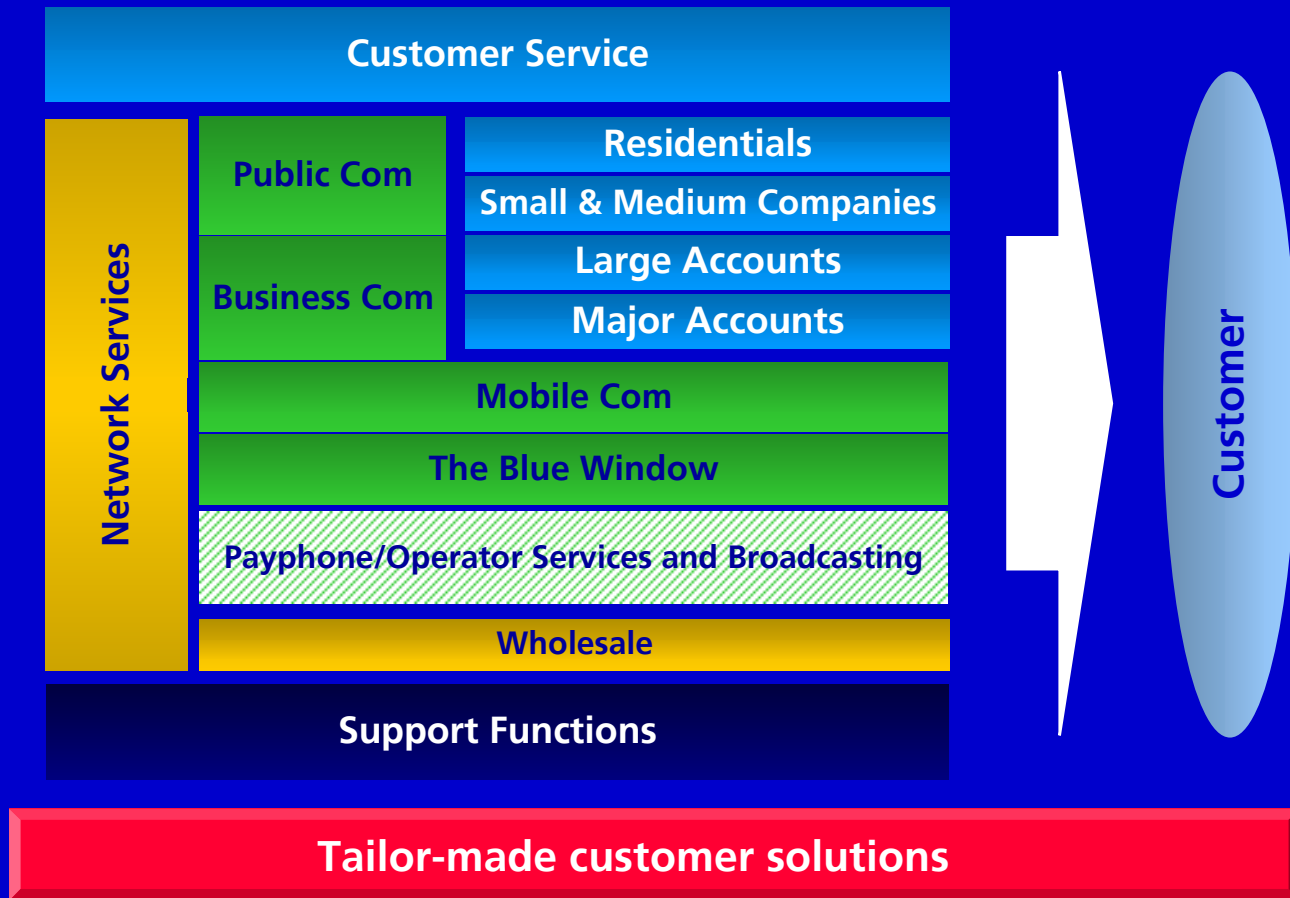 Customer Service
Network Services
Public Com
Business Com
Residentials
Small & Medium Companies
Large Accounts
Major Accounts
Mobile Com
The Blue Window
Payphone/Operator Services and Broadcasting
Wholesale
Support Functions
Customer
Tailor-made customer solutions